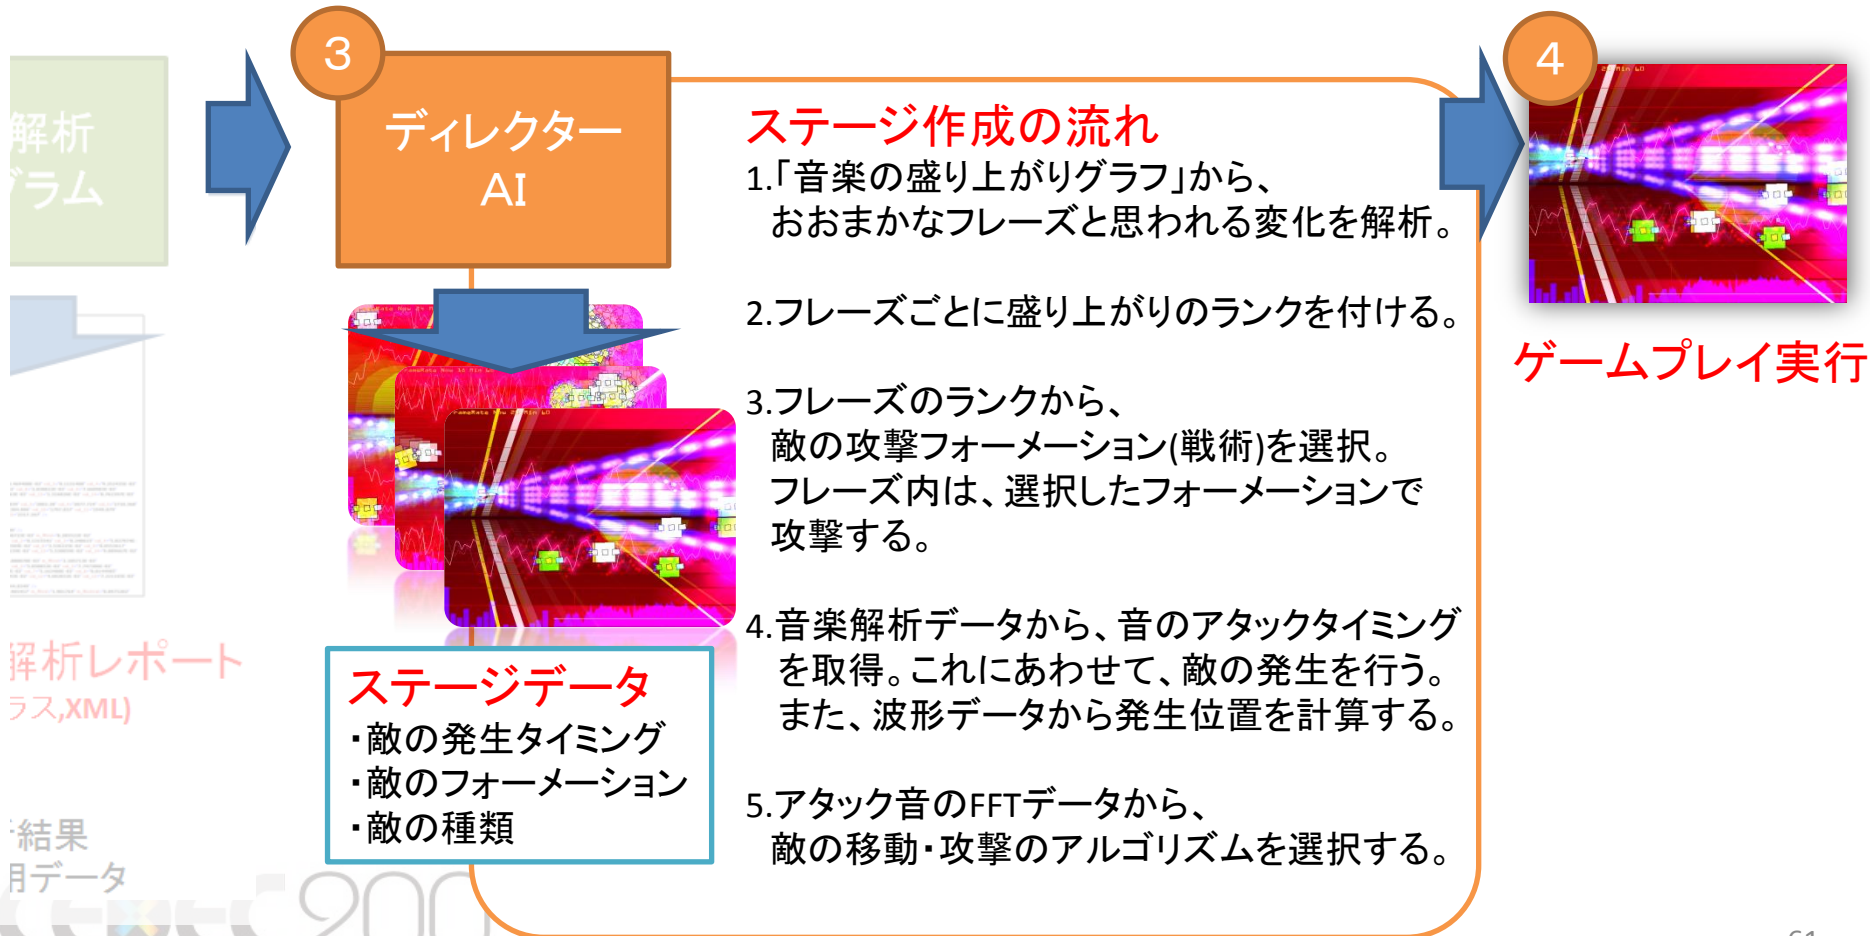 解析
グラム
3
ディレクター
AI
ステージ作成の流れ
1.「音楽の盛り上がりグラフ」から、
おおまかなフレーズと思われる変化を解析。
2.フレーズごとに盛り上がりのランクを付ける。
3.フレーズのランクから、
敵の攻撃フォーメーション(戦術)を選択。
フレーズ内は、選択したフォーメーションで
攻撃する。
4.音楽解析データから、音のアタックタイミング
を取得。これにあわせて、敵の発生を行う。
また、波形データから発生位置を計算する。
5.アタック音のFFTデータから、
敵の移動・攻撃のアルゴリズムを選択する。
4
ゲームプレイ実行
解析レポート
ラス,XML)
ステージデータ
・敵の発生タイミング
・敵のフォーメーション
・敵の種類
結果
用データ
61